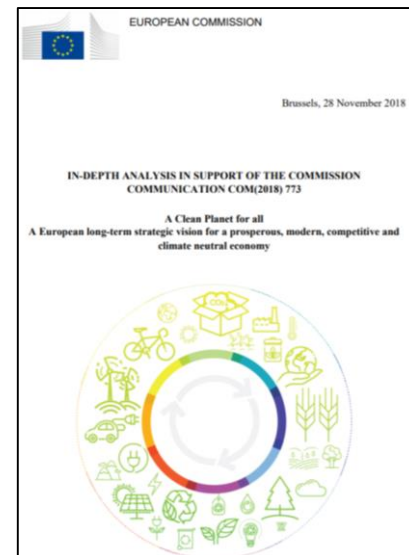 EUROPEAN COMMISSION
Brussels, 28 November 2018
IN-DEPTH ANALYSIS IN SUPPORT OF THE COMMISSION
COMMUNICATION COM(2018) 773
A Clean Planet for all
A European long-term strategic vision for a prosperous, modern, competitive and
climate neutral economy